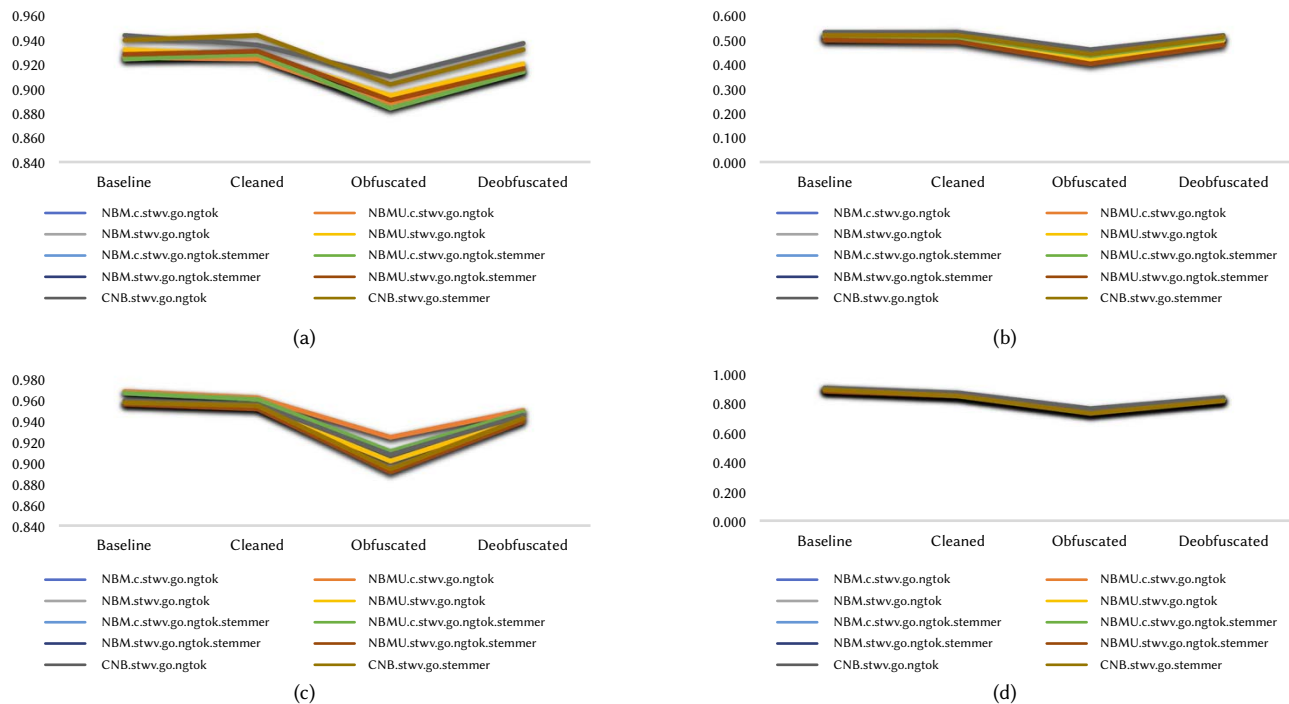 0.960
0.940
0.920
0.900
0.880
0.860
0.840
Baseline Cleaned Obfuscated Deobfuscated
NBM.c.stwv.go.ngtok NBMU.c.stwv.go.ngtok
NBM.stwv.go.ngtok NBMU.stwv.go.ngtok
NBM.c.stwv.go.ngtok.stemmer NBMU.c.stwv.go.ngtok.stemmer
NBM.stwv.go.ngtok.stemmer NBMU.stwv.go.ngtok.stemmer
CNB.stwv.go.ngtok CNB.stwv.go.stemmer
(a)
0.600
0.500
0.400
0.300
0.200
0.100
0.000
Baseline Cleaned Obfuscated Deobfuscated
NBM.c.stwv.go.ngtok NBMU.c.stwv.go.ngtok
NBM.stwv.go.ngtok NBMU.stwv.go.ngtok
NBM.c.stwv.go.ngtok.stemmer NBMU.c.stwv.go.ngtok.stemmer
NBM.stwv.go.ngtok.stemmer NBMU.stwv.go.ngtok.stemmer
CNB.stwv.go.ngtok CNB.stwv.go.stemmer
(b)
0.980
0.960
0.940
0.920
0.900
0.880
0.860
0.840
Baseline Cleaned Obfuscated Deobfuscated
NBM.c.stwv.go.ngtok NBMU.c.stwv.go.ngtok
NBM.stwv.go.ngtok NBMU.stwv.go.ngtok
NBM.c.stwv.go.ngtok.stemmer NBMU.c.stwv.go.ngtok.stemmer
NBM.stwv.go.ngtok.stemmer NBMU.stwv.go.ngtok.stemmer
CNB.stwv.go.ngtok CNB.stwv.go.stemmer
(c)
1.000
0.800
0.600
0.400
0.200
0.000
Baseline Cleaned Obfuscated Deobfuscated
NBM.c.stwv.go.ngtok NBMU.c.stwv.go.ngtok
NBM.stwv.go.ngtok NBMU.stwv.go.ngtok
NBM.c.stwv.go.ngtok.stemmer NBMU.c.stwv.go.ngtok.stemmer
NBM.stwv.go.ngtok.stemmer NBMU.stwv.go.ngtok.stemmer
CNB.stwv.go.ngtok CNB.stwv.go.stemmer
(d)